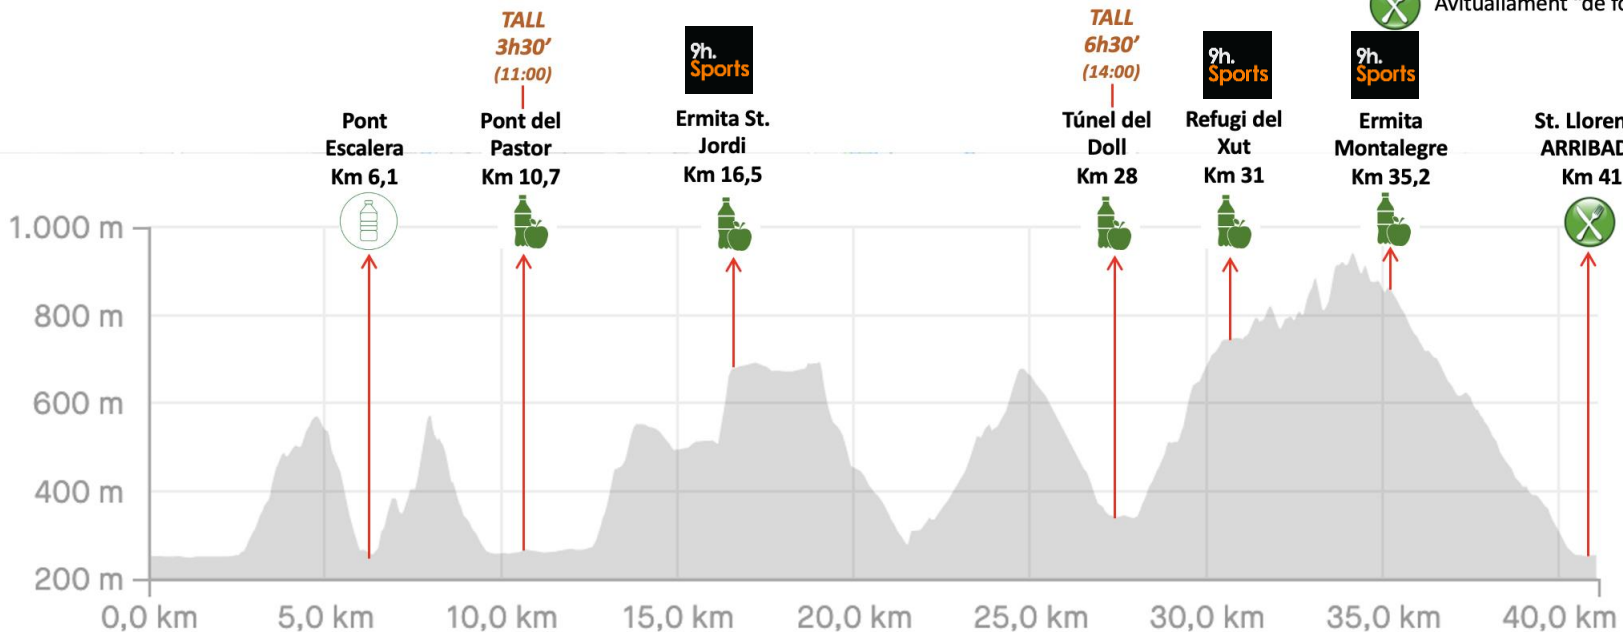 Avituallament "de
TALL
3h30'
(11:00)
TALL
6h30'
(14:00)
9h.
Sports
9h.
Sports
9h.
Sports
Pont
Escalera
Km 6,1
Pont del
Pastor
Km 10,7
Ermita St.
Jordi
Km 16,5
Túnel del
Doll
Km 28
Refugi del
Xut
Km 31
Ermita
Montalegre
Km 35,2
St. Lloren
ARRIBAD
Km 41
1.000 m
800 m
600 m
400 m
200 m
0,0 km
5,0 km
10,0 km
15,0 km
20,0 km
25,0 km
30,0 km
35,0 km
40,0 km